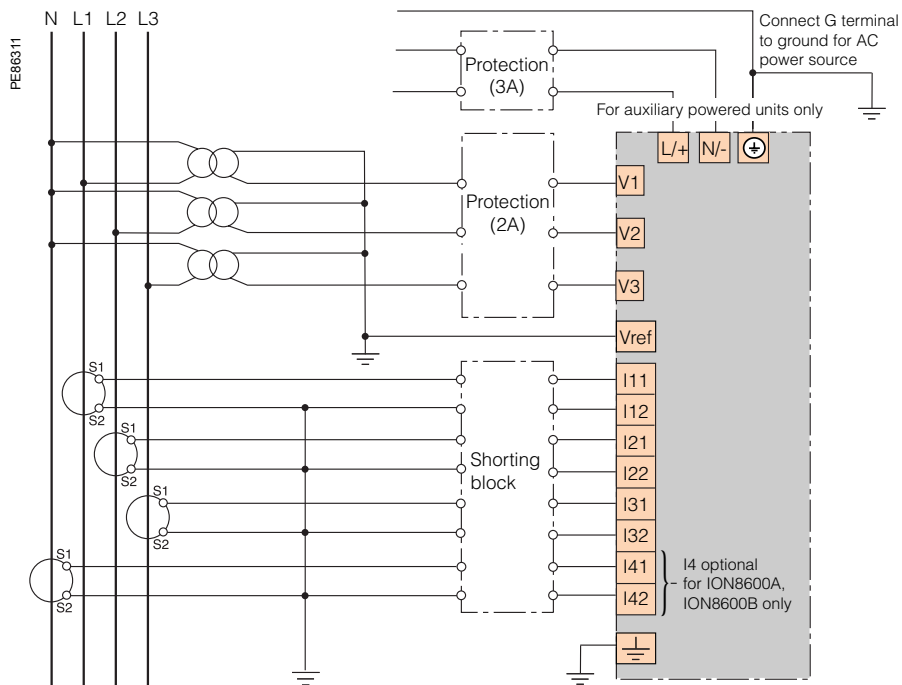 N L1 L2 L3
PE86311
Connect G terminal
to ground for AC
power source
Protection
(3A)
For auxiliary powered units only
L/+ N/-
V1
Protection
(2A)
V2
V3
Vref
S1
S2
I11
I12
S1
S2
I21
Shorting
block
I22
S1
S2
I31
I32
S1
S2
I41
I42
I4 optional
for ION8600A,
ION8600B only